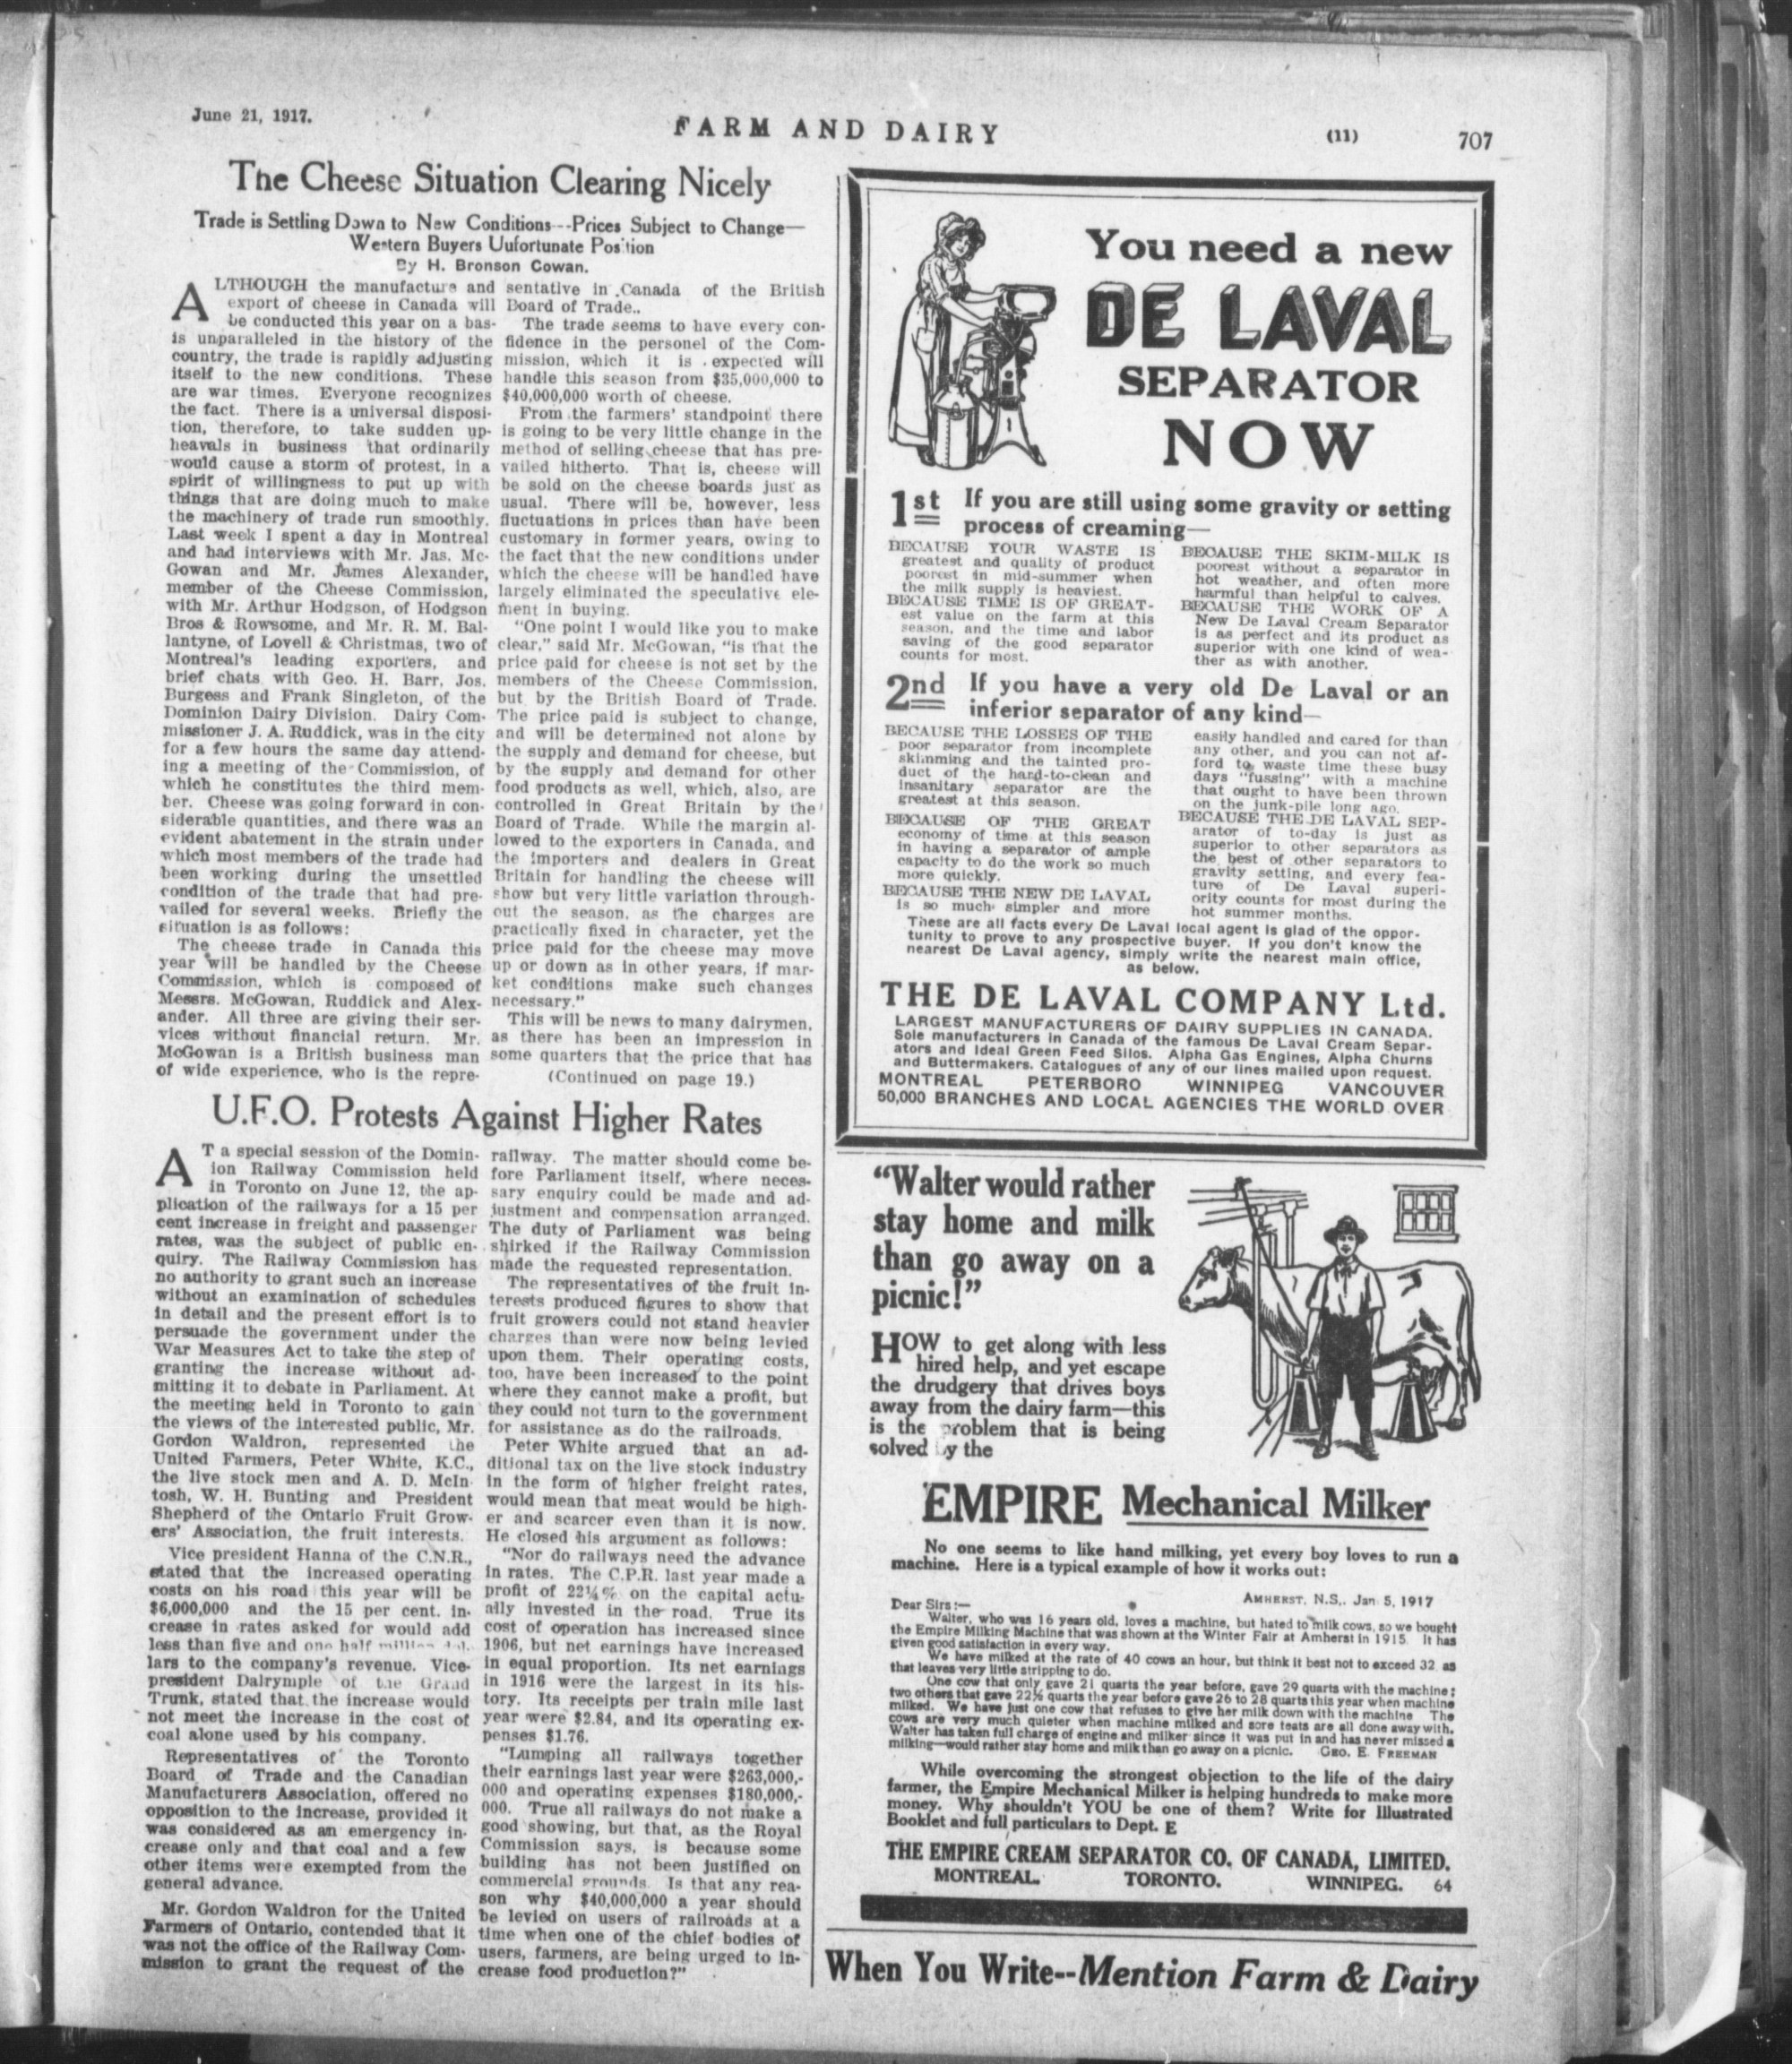 June 21, 1917.
FARM AND DAIRY
(11)
707
The Cheese Situation Clearing Nicely
Trade is Settling Down to New Conditions---Prices Subject to Change—
Western Buyers Uufortunate Position
By H. Bronson Cowan.
ALTHOUGH the manufacture and
export of cheese in Canada will
be conducted this year on a bas-
is unparalleled in the history of the
country, the trade is rapidly adjusting
itself to the new conditions. These
are war times. Everyone recognizes
the fact. There is a universal disposi-
tion, therefore, to take sudden up-
heavals in business that ordinarily
would cause a storm of protest, in a
spirit of willingness to put up with
things that are doing much to make
the machinery of trade run smoothly.
Last week I spent a day in Montreal
and had interviews with Mr. Jas. Mc-
Gowan and Mr. James Alexander,
member of the Cheese Commission,
with Mr. Arthur Hodgson, of Hodgson
Bros & Rowsome, and Mr. R. M. Bal-
lantyne, of Lovell & Christmas, two of
Montreal's leading exporters, and
brief chats with Geo. H. Barr, Jos.
Burgess and Frank Singleton, of the
Dominion Dairy Division. Dairy Com-
missioner J. A. Ruddick, was in the city
for a few hours the same day attend-
ing a meeting of the Commission, of
which he constitutes the third mem-
ber. Cheese was going forward in con-
siderable quantities, and there was an
evident abatement in the strain under
which most members of the trade had
been working during the unsettled
condition of the trade that had pre-
vailed for several weeks. Briefly the
situation is as follows:
The cheese trade in Canada this
year will be handled by the Cheese
Commission, which is composed of
Messrs. McGowan, Ruddick and Alex-
ander. All three are giving their ser-
vices without financial return. Mr.
McGowan is a British business man
of wide experience, who is the repre-
sentative in Canada of the British
Board of Trade..
The trade seems to have every con-
fidence in the personel of the Com-
mission, which it is expected will
handle this season from $35,000,000 to
$40,000,000 worth of cheese.
From the farmers' standpoint there
is going to be very little change in the
method of selling cheese that has pre-
vailed hitherto. That is, cheese will
be sold on the cheese boards just as
usual. There will be, however, less
fluctuations in prices than have been
customary in former years, owing to
the fact that the new conditions under
which the cheese will be handled have
largely eliminated the speculative ele-
ment in buying.
"One point I would like you to make
clear," said Mr. McGowan, "is that the
price paid for cheese is not set by the
members of the Cheese Commission,
but by the British Board of Trade.
The price paid is subject to change,
and will be determined not alone by
the supply and demand for cheese, but
by the supply and demand for other
food products as well, which, also, are
controlled in Great Britain by the
Board of Trade. While the margin al-
lowed to the exporters in Canada, and
the importers and dealers in Great
Britain for handling the cheese will
show but very little variation through-
out the season, as the charges are
practically fixed in character, yet the
price paid for the cheese may move
up or down as in other years, if mar-
ket conditions make such changes
necessary."
This will be news to many dairymen,
as there has been an impression in
some quarters that the price that has
(Continued on page 19.)
U.F.O. Protests Against Higher Rates
AT a special session of the Domin-
ion Railway Commission held
in Toronto on June 12, the ap-
plication of the railways for a 15 per
cent increase in freight and passenger
rates, was the subject of public en-
quiry. The Railway Commission has
no authority to grant such an increase
without an examination of schedules
in detail and the present effort is to
persuade the government under the
War Measures Act to take the step of
granting the increase without ad-
mitting it to debate in Parliament. At
the meeting held in Toronto to gain
the views of the interested public, Mr.
Gordon Waldron, represented the
United Farmers, Peter White, K.C.,
the live stock men and A. D. McIn-
tosh, W. H. Bunting and President
Shepherd of the Ontario Fruit Grow-
ers' Association, the fruit interests.
Vice president Hanna of the C.N.R.,
stated that the increased operating
costs on his road this year will be
$6,000,000 and the 15 per cent. in-
crease in rates asked for would add
less than five and one half million dol-
lars to the company's revenue. Vice-
president Dalrymple of the Grand
Trunk, stated that the increase would
not meet the increase in the cost of
coal alone used by his company.
Representatives of the Toronto
Board of Trade and the Canadian
Manufacturers Association, offered no
opposition to the increase, provided it
was considered as an emergency in-
crease only and that coal and a few
other items were exempted from the
general advance.
Mr. Gordon Waldron for the United
Farmers of Ontario, contended that it
was not the office of the Railway Com-
mission to grant the request of the
railway. The matter should come be-
fore Parliament itself, where neces-
sary enquiry could be made and ad-
justment and compensation arranged.
The duty of Parliament was being
shirked if the Railway Commission
made the requested representation.
The representatives of the fruit in-
terests produced figures to show that
fruit growers could not stand heavier
charges than were now being levied
upon them. Their operating costs,
too, have been increased to the point
where they cannot make a profit, but
they could not turn to the government
for assistance as do the railroads.
Peter White argued that an ad-
ditional tax on the live stock industry
in the form of higher freight rates,
would mean that meat would be high-
er and scarcer even than it is now.
He closed his argument as follows:
"Nor do railways need the advance
in rates. The C.P.R. last year made a
profit of 22¼% on the capital actu-
ally invested in the road. True its
cost of operation has increased since
1906, but net earnings have increased
in equal proportion. Its net earnings
in 1916 were the largest in its his-
tory. Its receipts per train mile last
year were $2.84, and its operating ex-
penses $1.76.
"Lumping all railways together
their earnings last year were $263,000,-
000 and operating expenses $180,000,-
000. True all railways do not make a
good showing, but that, as the Royal
Commission says, is because some
building has not been justified on
commercial grounds. Is that any rea-
son why $40,000,000 a year should
be levied on users of railroads at a
time when one of the chief bodies of
users, farmers, are being urged to in-
crease food production?"
You need a new
DE LAVAL
SEPARATOR
NOW
1st If you are still using some gravity or setting
process of creaming—
BECAUSE YOUR WASTE IS
greatest and quality of product
poorest in mid-summer when
the milk supply is heaviest.
BECAUSE TIME IS OF GREAT-
est value on the farm at this
season, and the time and labor
saving of the good separator
counts for most.
BECAUSE THE SKIM-MILK IS
poorest without a separator in
hot weather, and often more
harmful than helpful to calves.
BECAUSE THE WORK OF A
New De Laval Cream Separator
is as perfect and its product as
superior with one kind of wea-
ther as with another.
2nd If you have a very old De Laval or an
inferior separator of any kind—
BECAUSE THE LOSSES OF THE
poor separator from incomplete
skimming and the tainted pro-
duct of the hard-to-clean and
insanitary separator are the
greatest at this season.
BECAUSE OF THE GREAT
economy of time at this season
in having a separator of ample
capacity to do the work so much
more quickly.
BECAUSE THE NEW DE LAVAL
is so much simpler and more
easily handled and cared for than
any other, and you can not af-
ford to waste time these busy
days "fussing" with a machine
that ought to have been thrown
on the junk-pile long ago.
BECAUSE THE DE LAVAL SEP-
arator of to-day is just as
superior to other separators as
the best of other separators to
gravity setting, and every fea-
ture of De Laval superi-
ority counts for most during the
hot summer months.
These are all facts every De Laval local agent is glad of the oppor-
tunity to prove to any prospective buyer. If you don't know the
nearest De Laval agency, simply write the nearest main office,
as below.
THE DE LAVAL COMPANY Ltd.
LARGEST MANUFACTURERS OF DAIRY SUPPLIES IN CANADA.
Sole manufacturers in Canada of the famous De Laval Cream Separ-
ators and Ideal Green Feed Silos. Alpha Gas Engines, Alpha Churns
and Buttermakers. Catalogues of any of our lines mailed upon request.
MONTREAL PETERBORO WINNIPEG VANCOUVER
50,000 BRANCHES AND LOCAL AGENCIES THE WORLD OVER
"Walter would rather
stay home and milk
than go away on a
picnic!"
HOW to get along with less
hired help, and yet escape
the drudgery that drives boys
away from the dairy farm—this
is the problem that is being
solved by the
EMPIRE Mechanical Milker
No one seems to like hand milking, yet every boy loves to run a
machine. Here is a typical example of how it works out:
AMHERST, N.S,. Jan. 5, 1917
Dear Sirs:—
Walter, who was 16 years old, loves a machine, but hated to milk cows, so we bought
the Empire Milking Machine that was shown at the Winter Fair at Amherst in 1915. It has
given good satisfaction in every way.
We have milked at the rate of 40 cows an hour, but think it best not to exceed 32 as
that leaves very little stripping to do.
One cow that only gave 21 quarts the year before, gave 29 quarts with the machine;
two others that gave 22½ quarts the year before gave 26 to 28 quarts this year when machine
milked. We have just one cow that refuses to give her milk down with the machine The
cows are very much quieter when machine milked and sore teats are all done away with.
Walter has taken full charge of engine and milker since it was put in and has never missed a
milking—would rather stay home and milk than go away on a picnic. GEO. E. FREEMAN
While overcoming the strongest objection to the life of the dairy
farmer, the Empire Mechanical Milker is helping hundreds to make more
money. Why shouldn't YOU be one of them? Write for Illustrated
Booklet and full particulars to Dept. E
THE EMPIRE CREAM SEPARATOR CO. OF CANADA, LIMITED.
MONTREAL. TORONTO. WINNIPEG. 64
When You Write--Mention Farm & Dairy